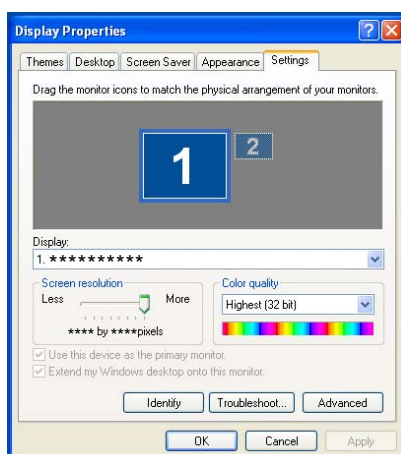 Display Properties
Themes Desktop Screen Saver Appearance Settings
Drag the monitor icons to match the physical arrangement of your monitors.
1 2
Display:
1. **********
Screen resolution
Less More
**** by ****pixels
Color quality
Highest (32 bit)
Use this device as the primary monitor.
Extend my Windows desktop onto this monitor.
Identify Troubleshoot... Advanced
OK Cancel Apply